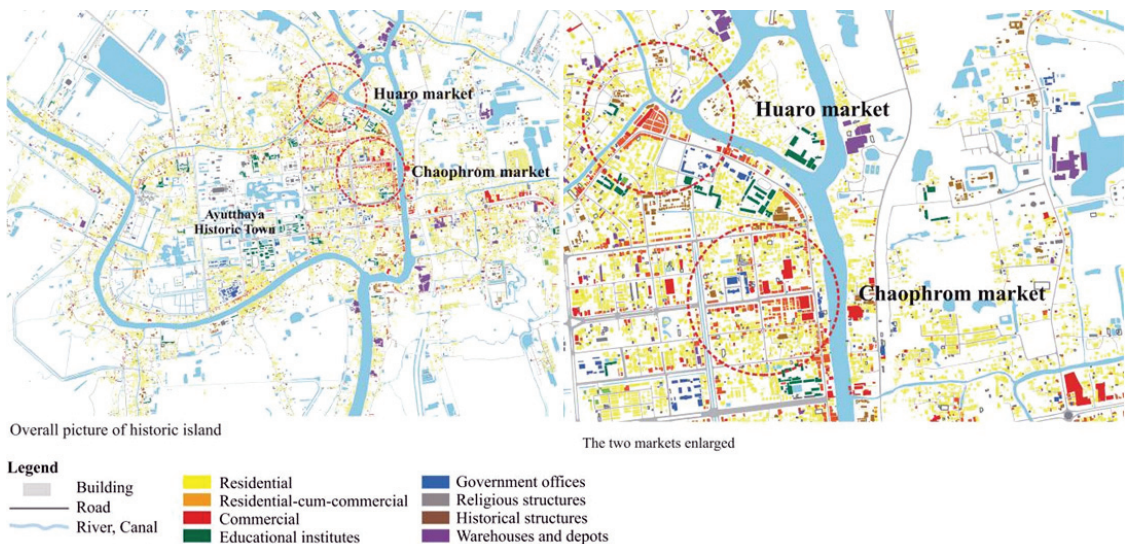 Huaro market
Chaophrom market
Ayutthaya
Historic Town
Overall picture of historic island
Huaro market
Chaophrom market
The two markets enlarged
Legend
Building
Road
River, Canal
Residential
Residential-cum-commercial
Commercial
Educational institutes
Government offices
Religious structures
Historical structures
Warehouses and depots